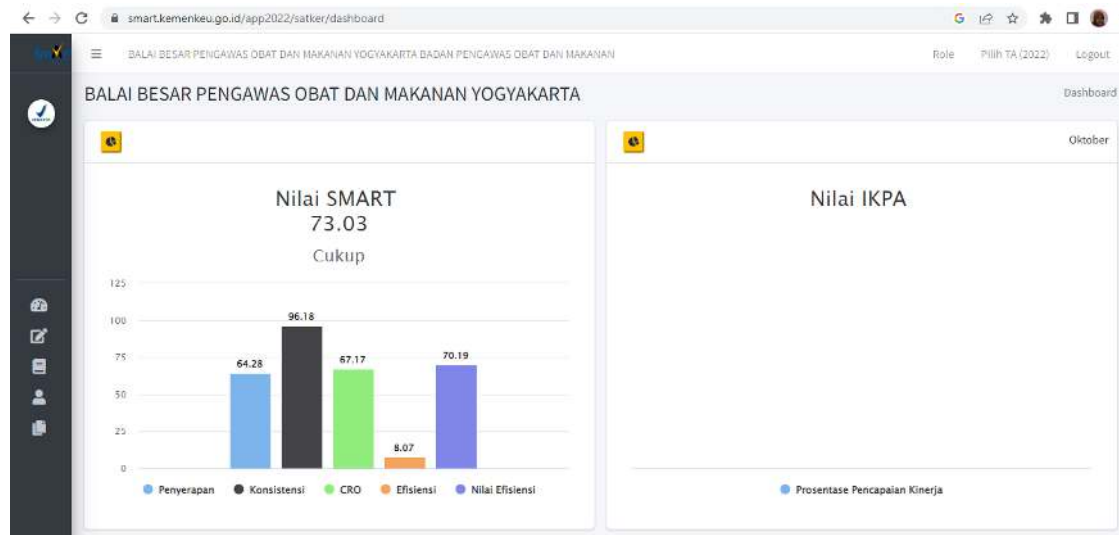 smart.kemenkeu.go.id/app2022/satker/dashboard
BALAI BESAR PENGAWAS OBAT DAN MAKANAN YOGYAKARTA BADAN PENGAWAS OBAT DAN MAKANAN
Role Pilih TA (2022) Logout
BALAI BESAR PENGAWAS OBAT DAN MAKANAN YOGYAKARTA
Dashboard
Nilai SMART
73.03
Cukup
125
100
75
50
25
0
64.28
96.18
67.17
8.07
70.19
Penyerapan Konsistensi CRO Efisiensi Nilai Efisiensi
Oktober
Nilai IKPA
Prosentase Pencapaian Kinerja